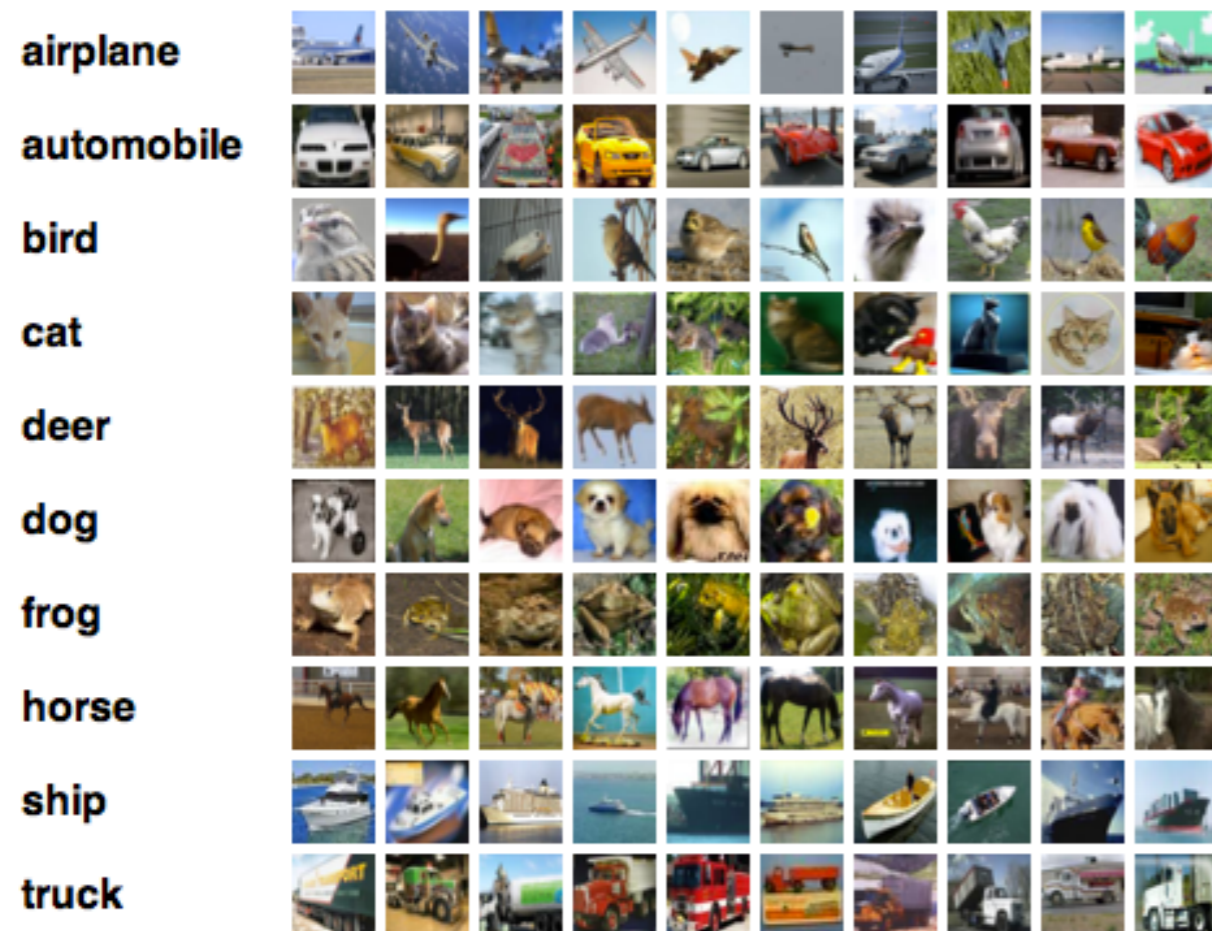 airplane
automobile
bird
cat
deer
dog
frog
horse
ship
truck